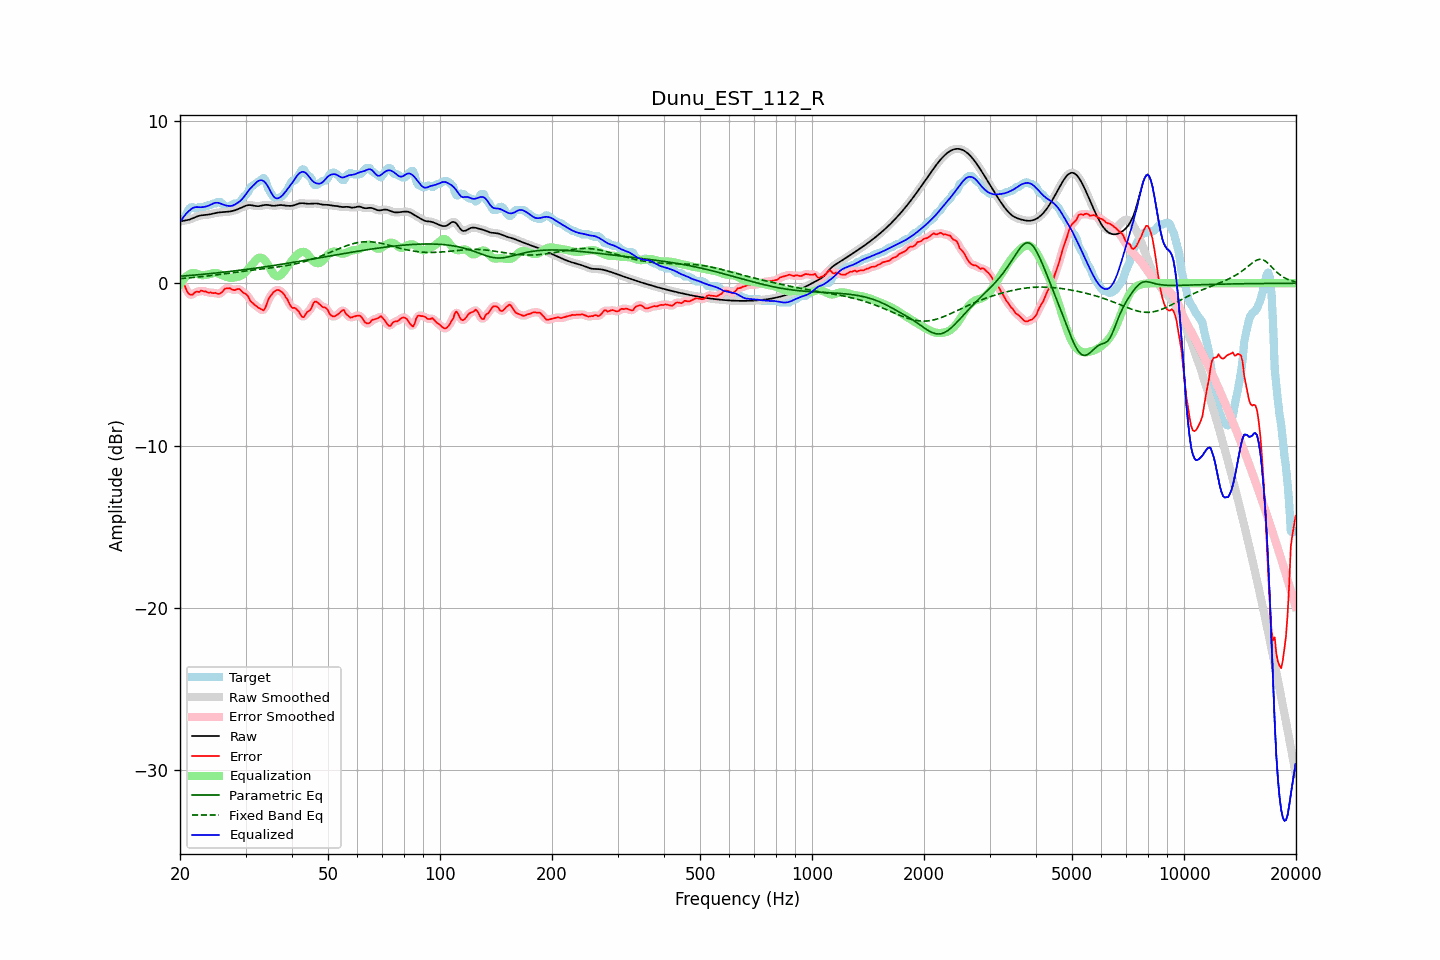 Dunu_EST_112_R
10
0
−10
−20
−30
Amplitude (dBr)
Target
Raw Smoothed
Error Smoothed
Raw
Error
Equalization
Parametric Eq
Fixed Band Eq
Equalized
20 50 100 200 500 1000 2000 5000 10000 20000
Frequency (Hz)